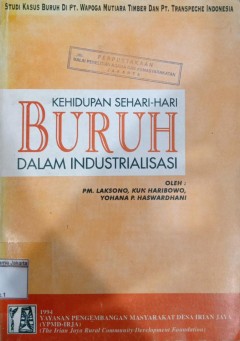 STUDI KASUS BURUH DI PT. WAPOGA MUTIARA TIMBER DAN PT. TRANSPECHE INDONESIA
PERPUSTAKAAN
KEHIDUPAN SEHARI-HARI
BURUH
DALAM INDUSTRIALISASI
OLEH :
PM. LAKSONO, KUN HARIBOWO,
YOHANA P. HASWARDHANI
1994
YAYASAN PENGEMBANGAN MASYARAKAT DESA IRIAN JAYA
(YPMD-IRJA)
(The Irian Jaya Rural Community Development Foundation)